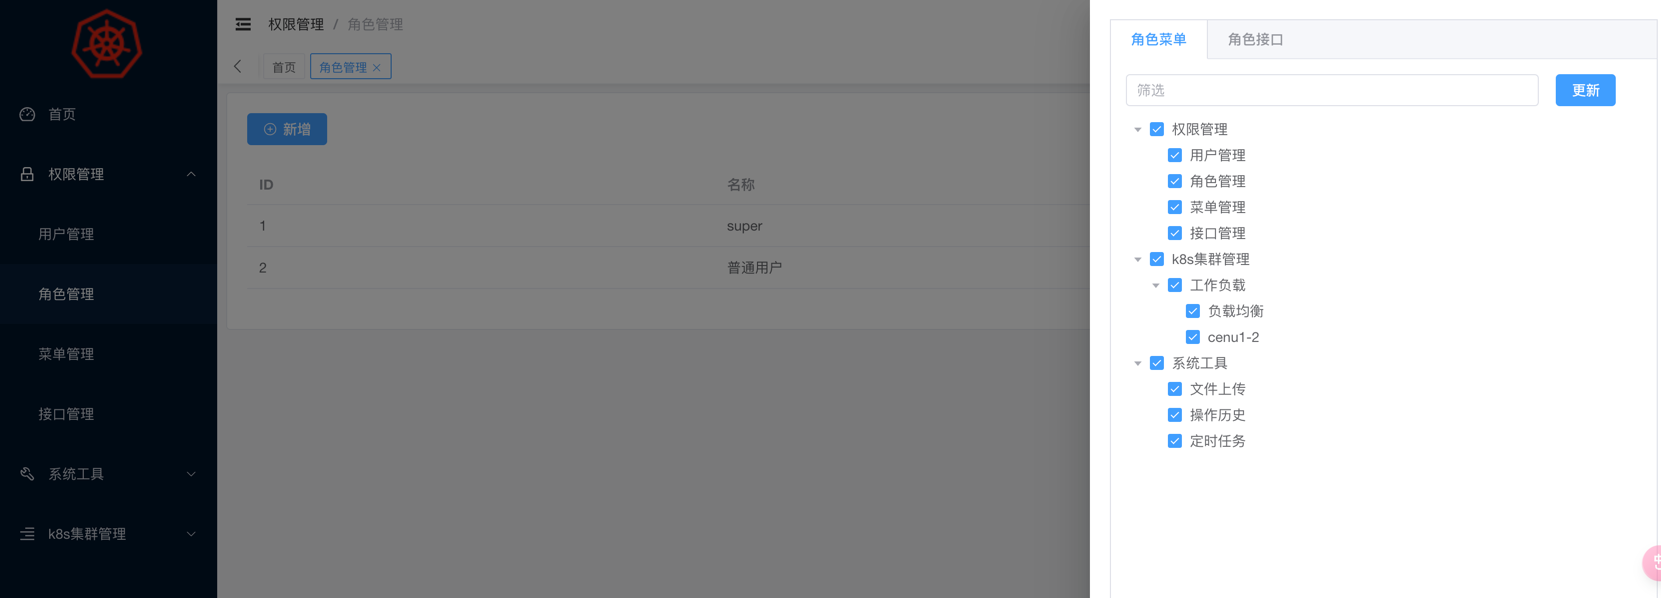 首页
权限管理
用户管理
角色管理
菜单管理
接口管理
系统工具
k8s集群管理
权限管理 / 角色管理
首页 角色管理
新增
ID 名称
1 super
2 普通用户
角色菜单 角色接口
筛选 更新
权限管理
用户管理
角色管理
菜单管理
接口管理
k8s集群管理
工作负载
负载均衡
cenu1-2
系统工具
文件上传
操作历史
定时任务